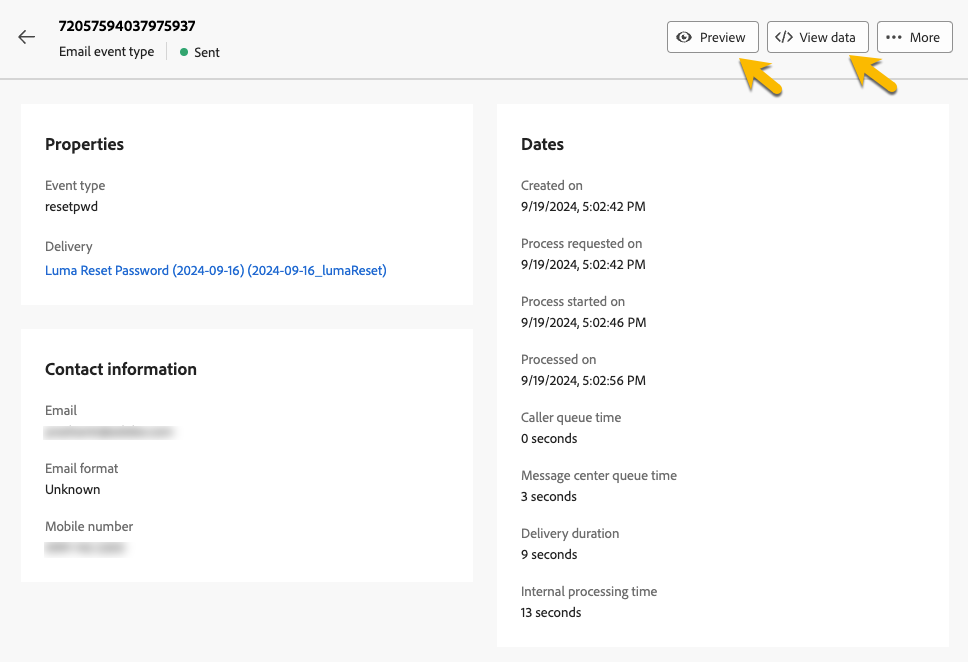 72057594037975937
Email event type
Sent
Preview
</> View data
More
Properties
Event type
resetpwd
Delivery
Luma Reset Password (2024-09-16) (2024-09-16_lumaReset)
Contact information
Email
Email format
Unknown
Mobile number
Dates
Created on
9/19/2024, 5:02:42 PM
Process requested on
9/19/2024, 5:02:42 PM
Process started on
9/19/2024, 5:02:46 PM
Processed on
9/19/2024, 5:02:56 PM
Caller queue time
0 seconds
Message center queue time
3 seconds
Delivery duration
9 seconds
Internal processing time
13 seconds